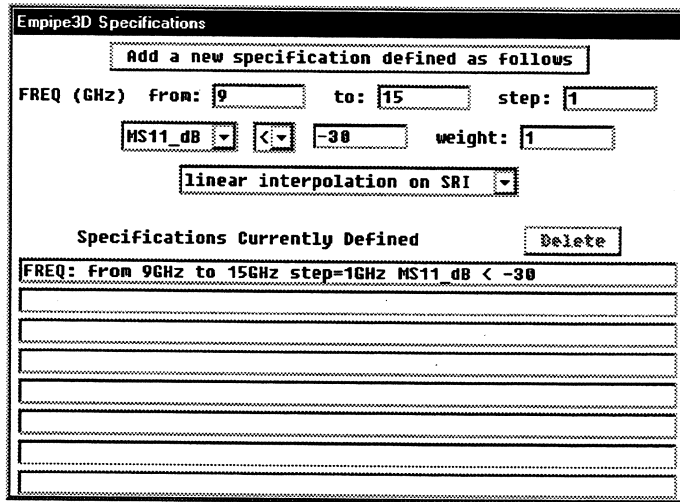 Empipe3D Specifications
Add a new specification defined as follows
FREQ (GHz) from: 9 to: 15 step: 1
MS11_dB < -30 weight: 1
linear interpolation on SRI
Specifications Currently Defined Delete
FREQ: from 9GHz to 15GHz step=1GHz MS11_dB < -30